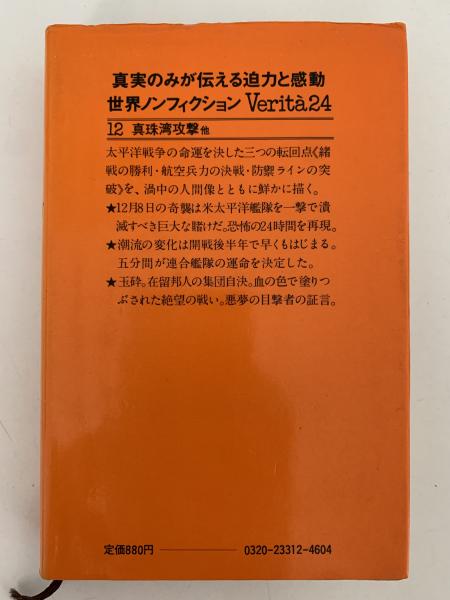 真実のみが伝える迫力と感動
世界ノンフィクション Verità24
12 真珠湾攻撃他
太平洋戦争の命運を決した三つの転回点《緒
戦の勝利・航空兵力の決戦・防禦ラインの突
破》を、渦中の人間像とともに鮮かに描く。
★12月8日の奇襲は米太平洋艦隊を一撃で潰
滅すべき巨大な賭けだ。恐怖の24時間を再現。
★潮流の変化は開戦後半年で早くもはじまる。
五分間が連合艦隊の運命を決定した。
★玉砕。在留邦人の集団自決。血の色で塗りつ
ぶされた絶望の戦い。悪夢の目撃者の証言。
定価880円 ― 0320-23312-4604